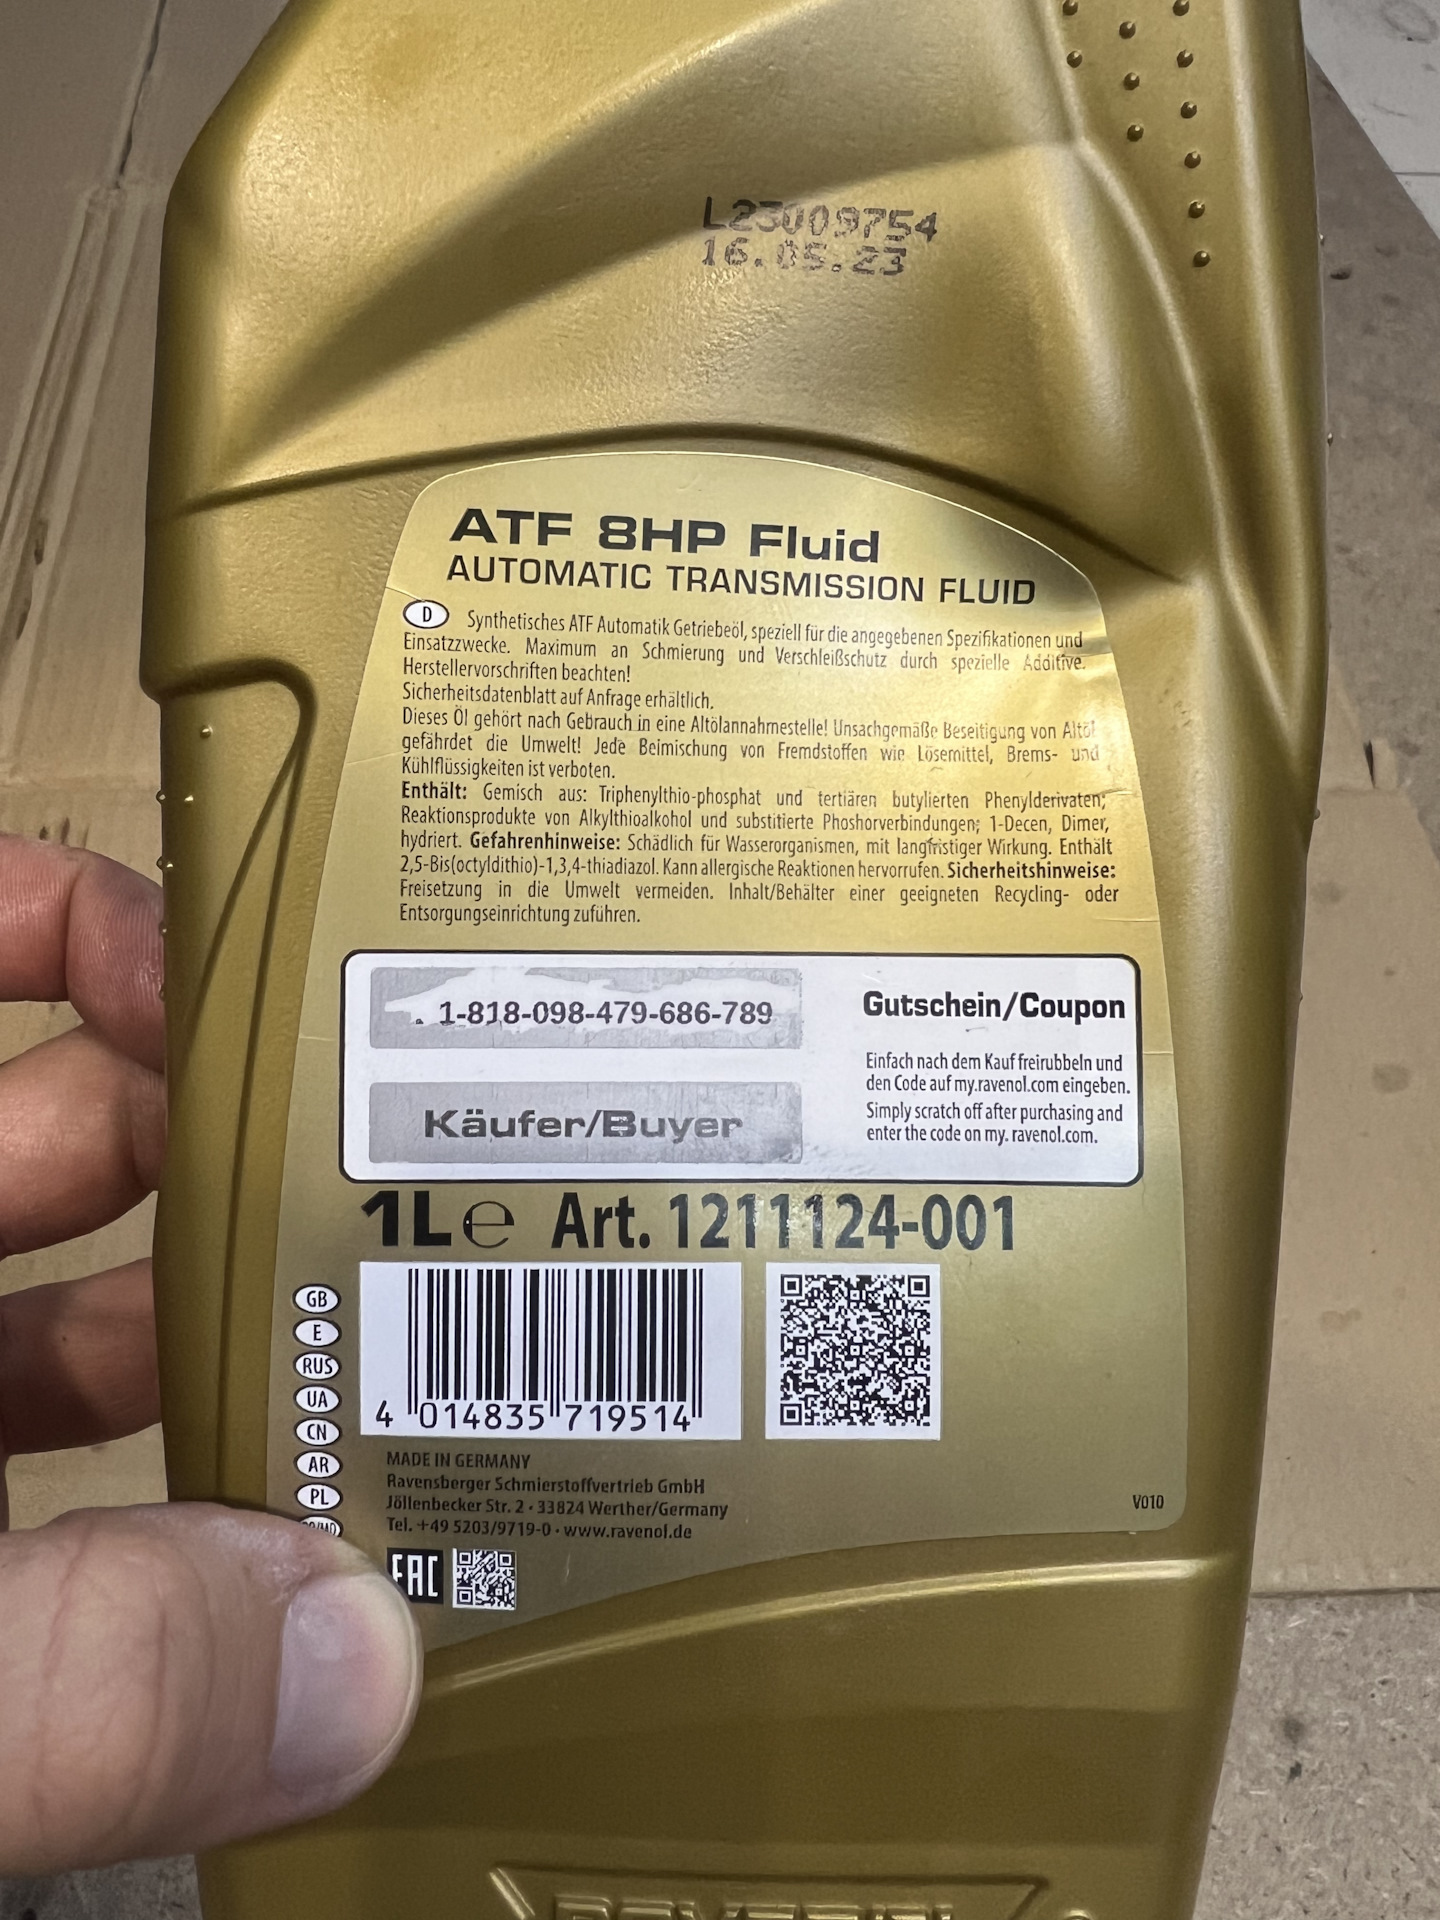 L23009754
16.05.23
ATF 8HP Fluid
AUTOMATIC TRANSMISSION FLUID
D Synthetisches ATF Automatik Getriebeöl, speziell für die angegebenen Spezifikationen und
Einsatzzwecke. Maximum an Schmierung und Verschleißschutz durch spezielle Additive.
Herstellervorschriften beachten!
Sicherheitsdatenblatt auf Anfrage erhältlich.
Dieses Öl gehört nach Gebrauch in eine Altölannahmestelle! Unsachgemäße Beseitigung von Altöl
gefährdet die Umwelt! Jede Beimischung von Fremdstoffen wie Lösemittel, Brems- und
Kühlflüssigkeiten ist verboten.
Enthält: Gemisch aus: Triphenylthio-phosphat und tertiären butylierten Phenylderivaten;
Reaktionsprodukte von Alkylthioalkohol und substitierte Phoshorverbindungen; 1-Decen, Dimer,
hydriert. Gefahrenhinweise: Schädlich für Wasserorganismen, mit langfristiger Wirkung. Enthält
2,5-Bis(octyldithio)-1,3,4-thiadiazol. Kann allergische Reaktionen hervorrufen. Sicherheitshinweise:
Freisetzung in die Umwelt vermeiden. Inhalt/Behälter einer geeigneten Recycling- oder
Entsorgungseinrichtung zuführen.
1-818-098-479-686-789
Käufer/Buyer
Gutschein/Coupon
Einfach nach dem Kauf freirubbeln und
den Code auf my.ravenol.com eingeben.
Simply scratch off after purchasing and
enter the code on my. ravenol.com.
1L e Art. 1211124-001
GB
E
RUS
UA
CN
AR
PL
4 014835 719514
MADE IN GERMANY
Ravensberger Schmierstoffvertrieb GmbH
Jöllenbecker Str. 2 · 33824 Werther/Germany
Tel. +49 5203/9719-0 · www.ravenol.de
V010
EAC